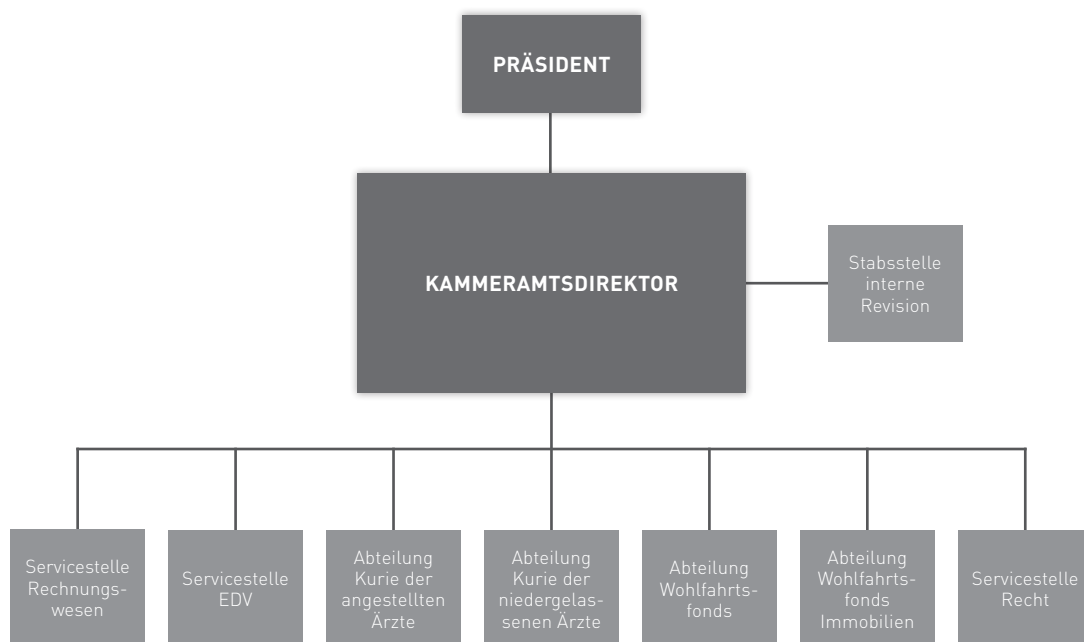 PRÄSIDENT
KAMMERAMTSDIREKTOR
Stabsstelle
interne
Revision
Servicestelle
Rechnungs-
wesen
Servicestelle
EDV
Abteilung
Kurie der
angestellten
Ärzte
Abteilung
Kurie der
niedergelas-
senen Ärzte
Abteilung
Wohlfahrts-
fonds
Abteilung
Wohlfahrts-
fonds
Immobilien
Servicestelle
Recht